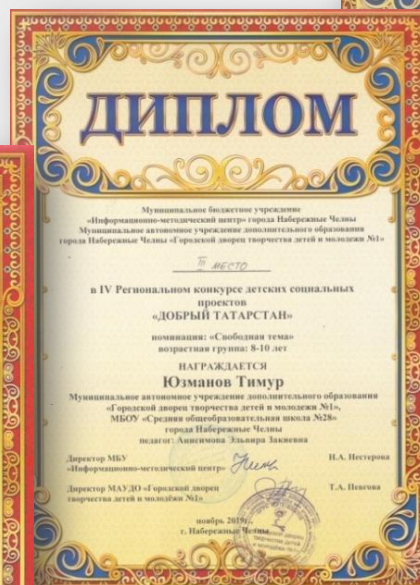 ДИПЛОМ
Муниципальное бюджетное учреждение
«Информационно-методический центр» города Набережные Челны
Муниципальное автономное учреждение дополнительного образования
города Набережные Челны «Городской дворец творчества детей и молодежи №1»
III МЕСТО
в IV Региональном конкурсе детских социальных
проектов
«ДОБРЫЙ ТАТАРСТАН»
номинация: «Свободная тема»
возрастная группа: 8-10 лет
НАГРАЖДАЕТСЯ
Юзманов Тимур
Муниципальное автономное учреждение дополнительного образования
«Городской дворец творчества детей и молодежи №1»,
МБОУ «Средняя общеобразовательная школа №28»
города Набережные Челны
педагог: Анисимова Эльвира Закиевна
Директор МБУ
«Информационно-методический центр» Н.А. Нестерова
Директор МАУДО «Городской дворец
творчества детей и молодёжи №1» Т.А. Певгова
ноябрь 2019г.
г. Набережные Челны